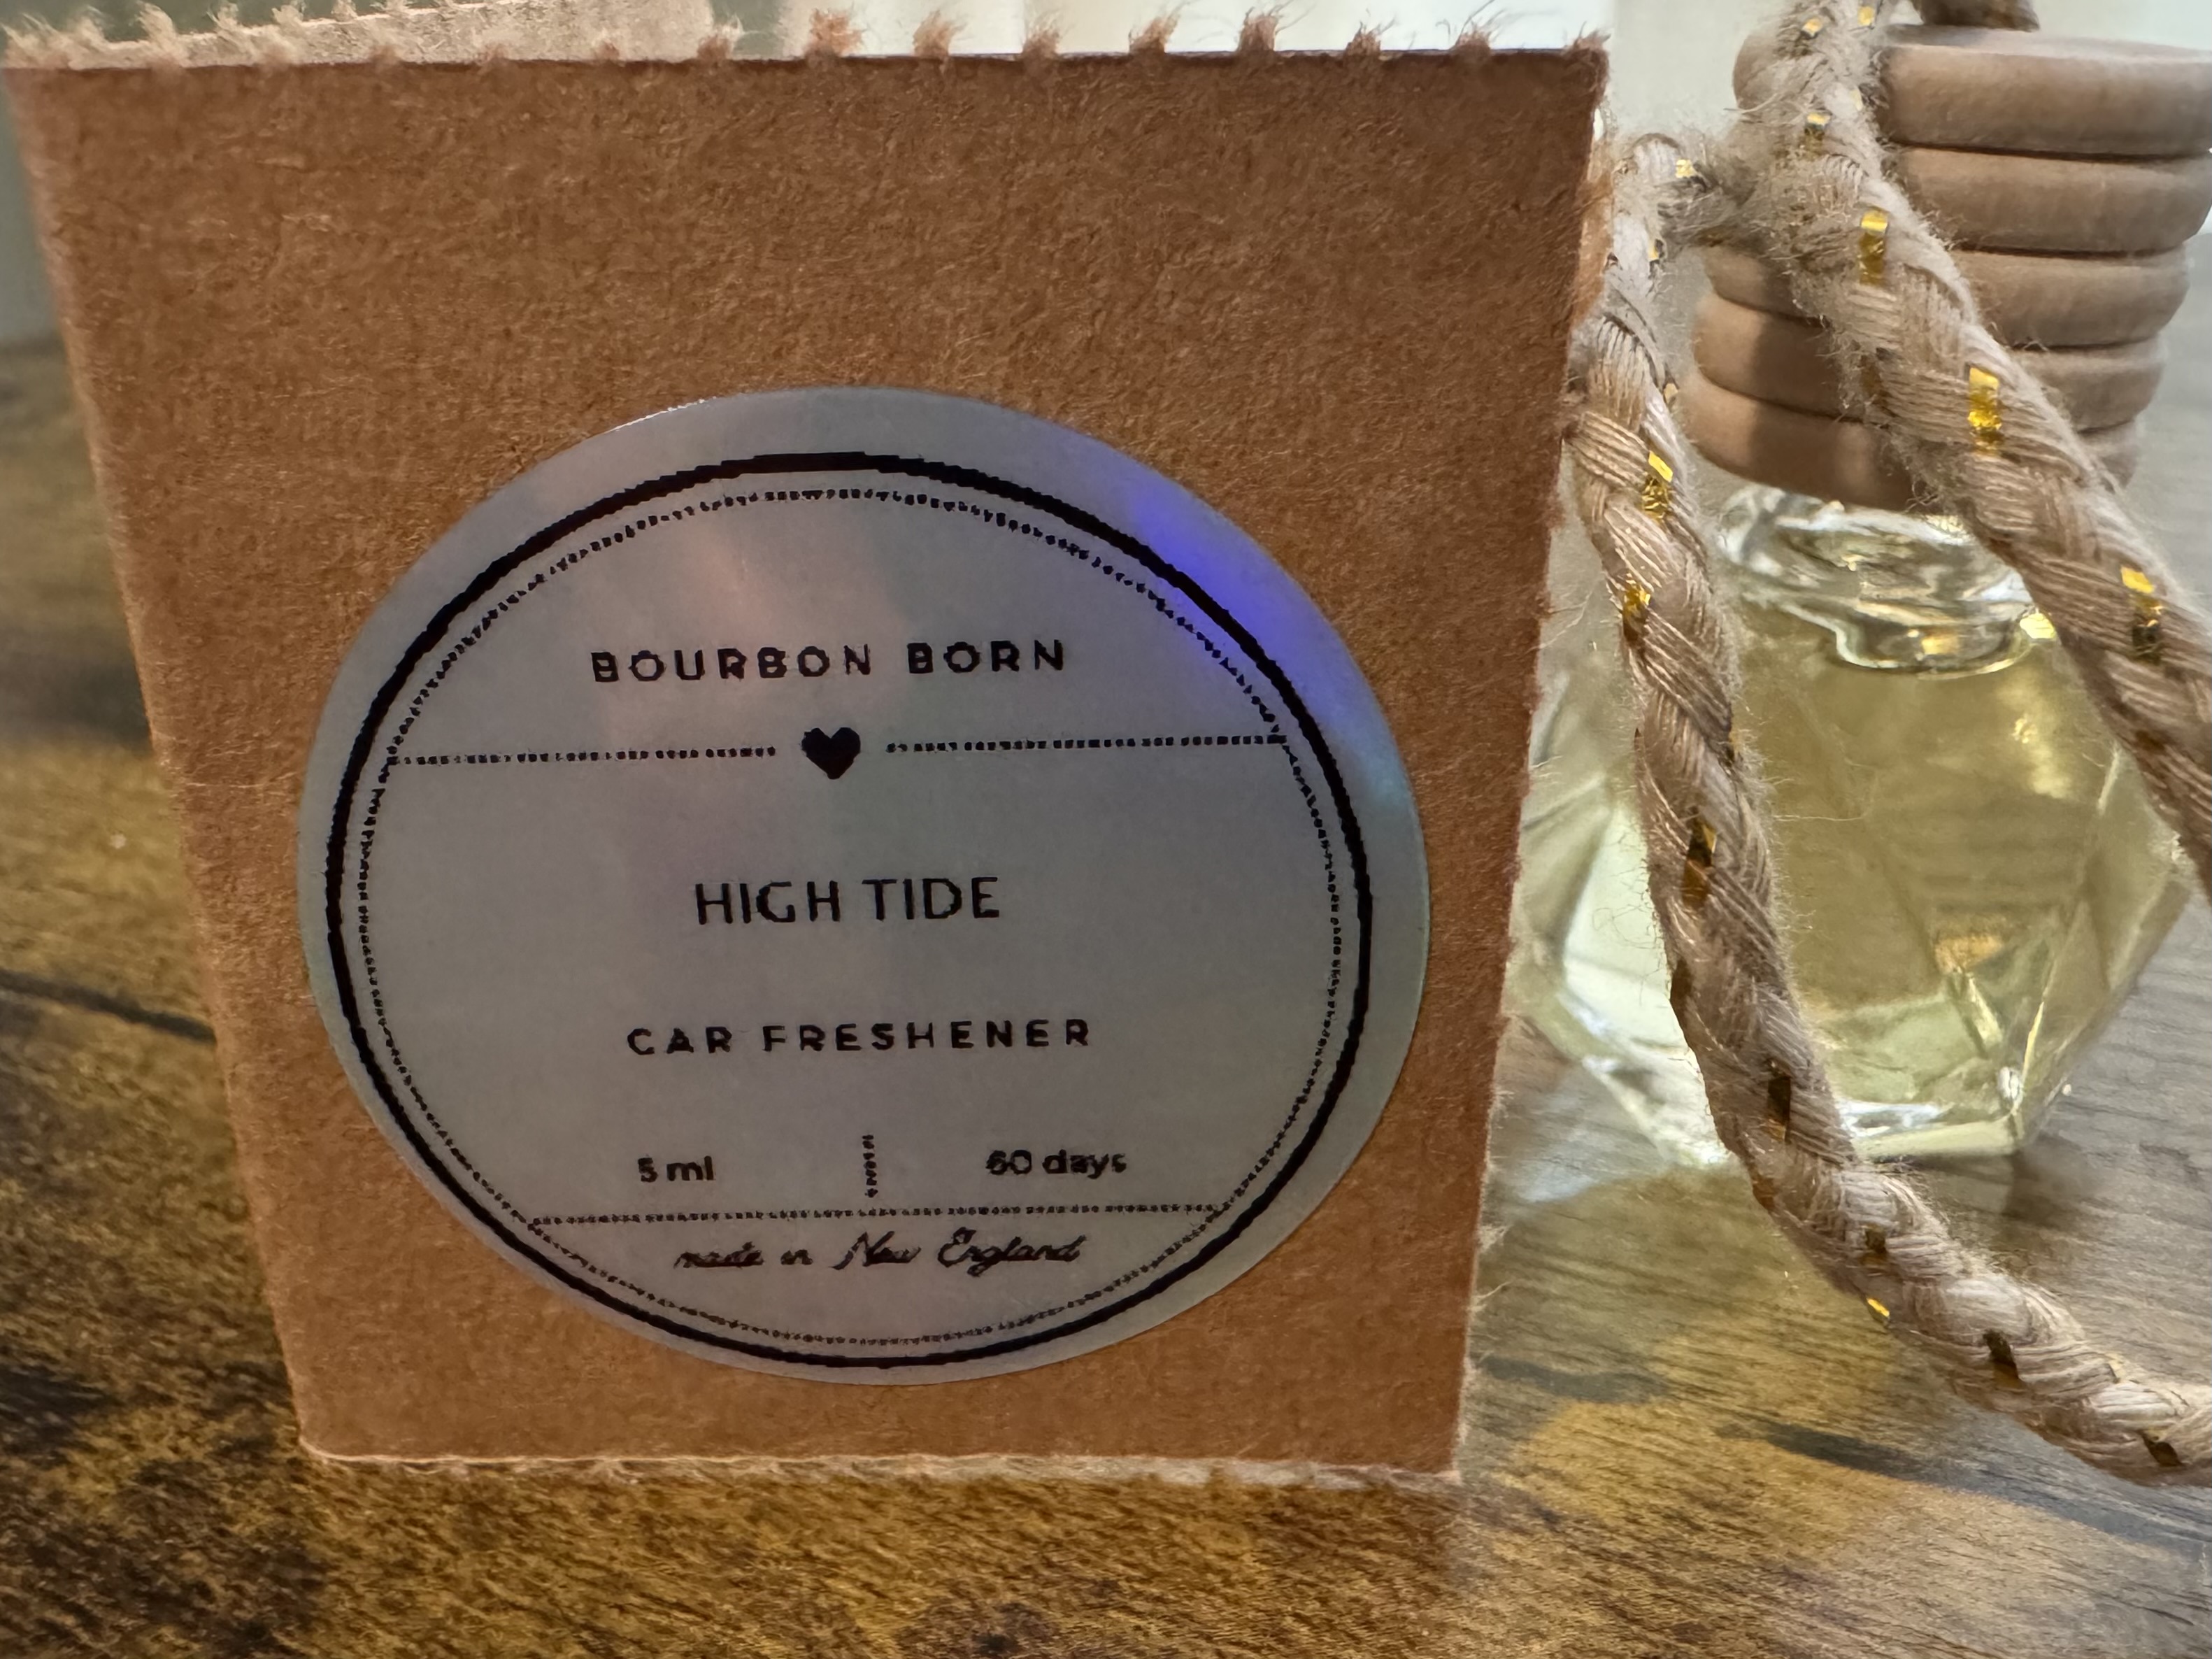 BOURBON BORN
HIGH TIDE
CAR FRESHENER
5 ml 60 days
made in New England